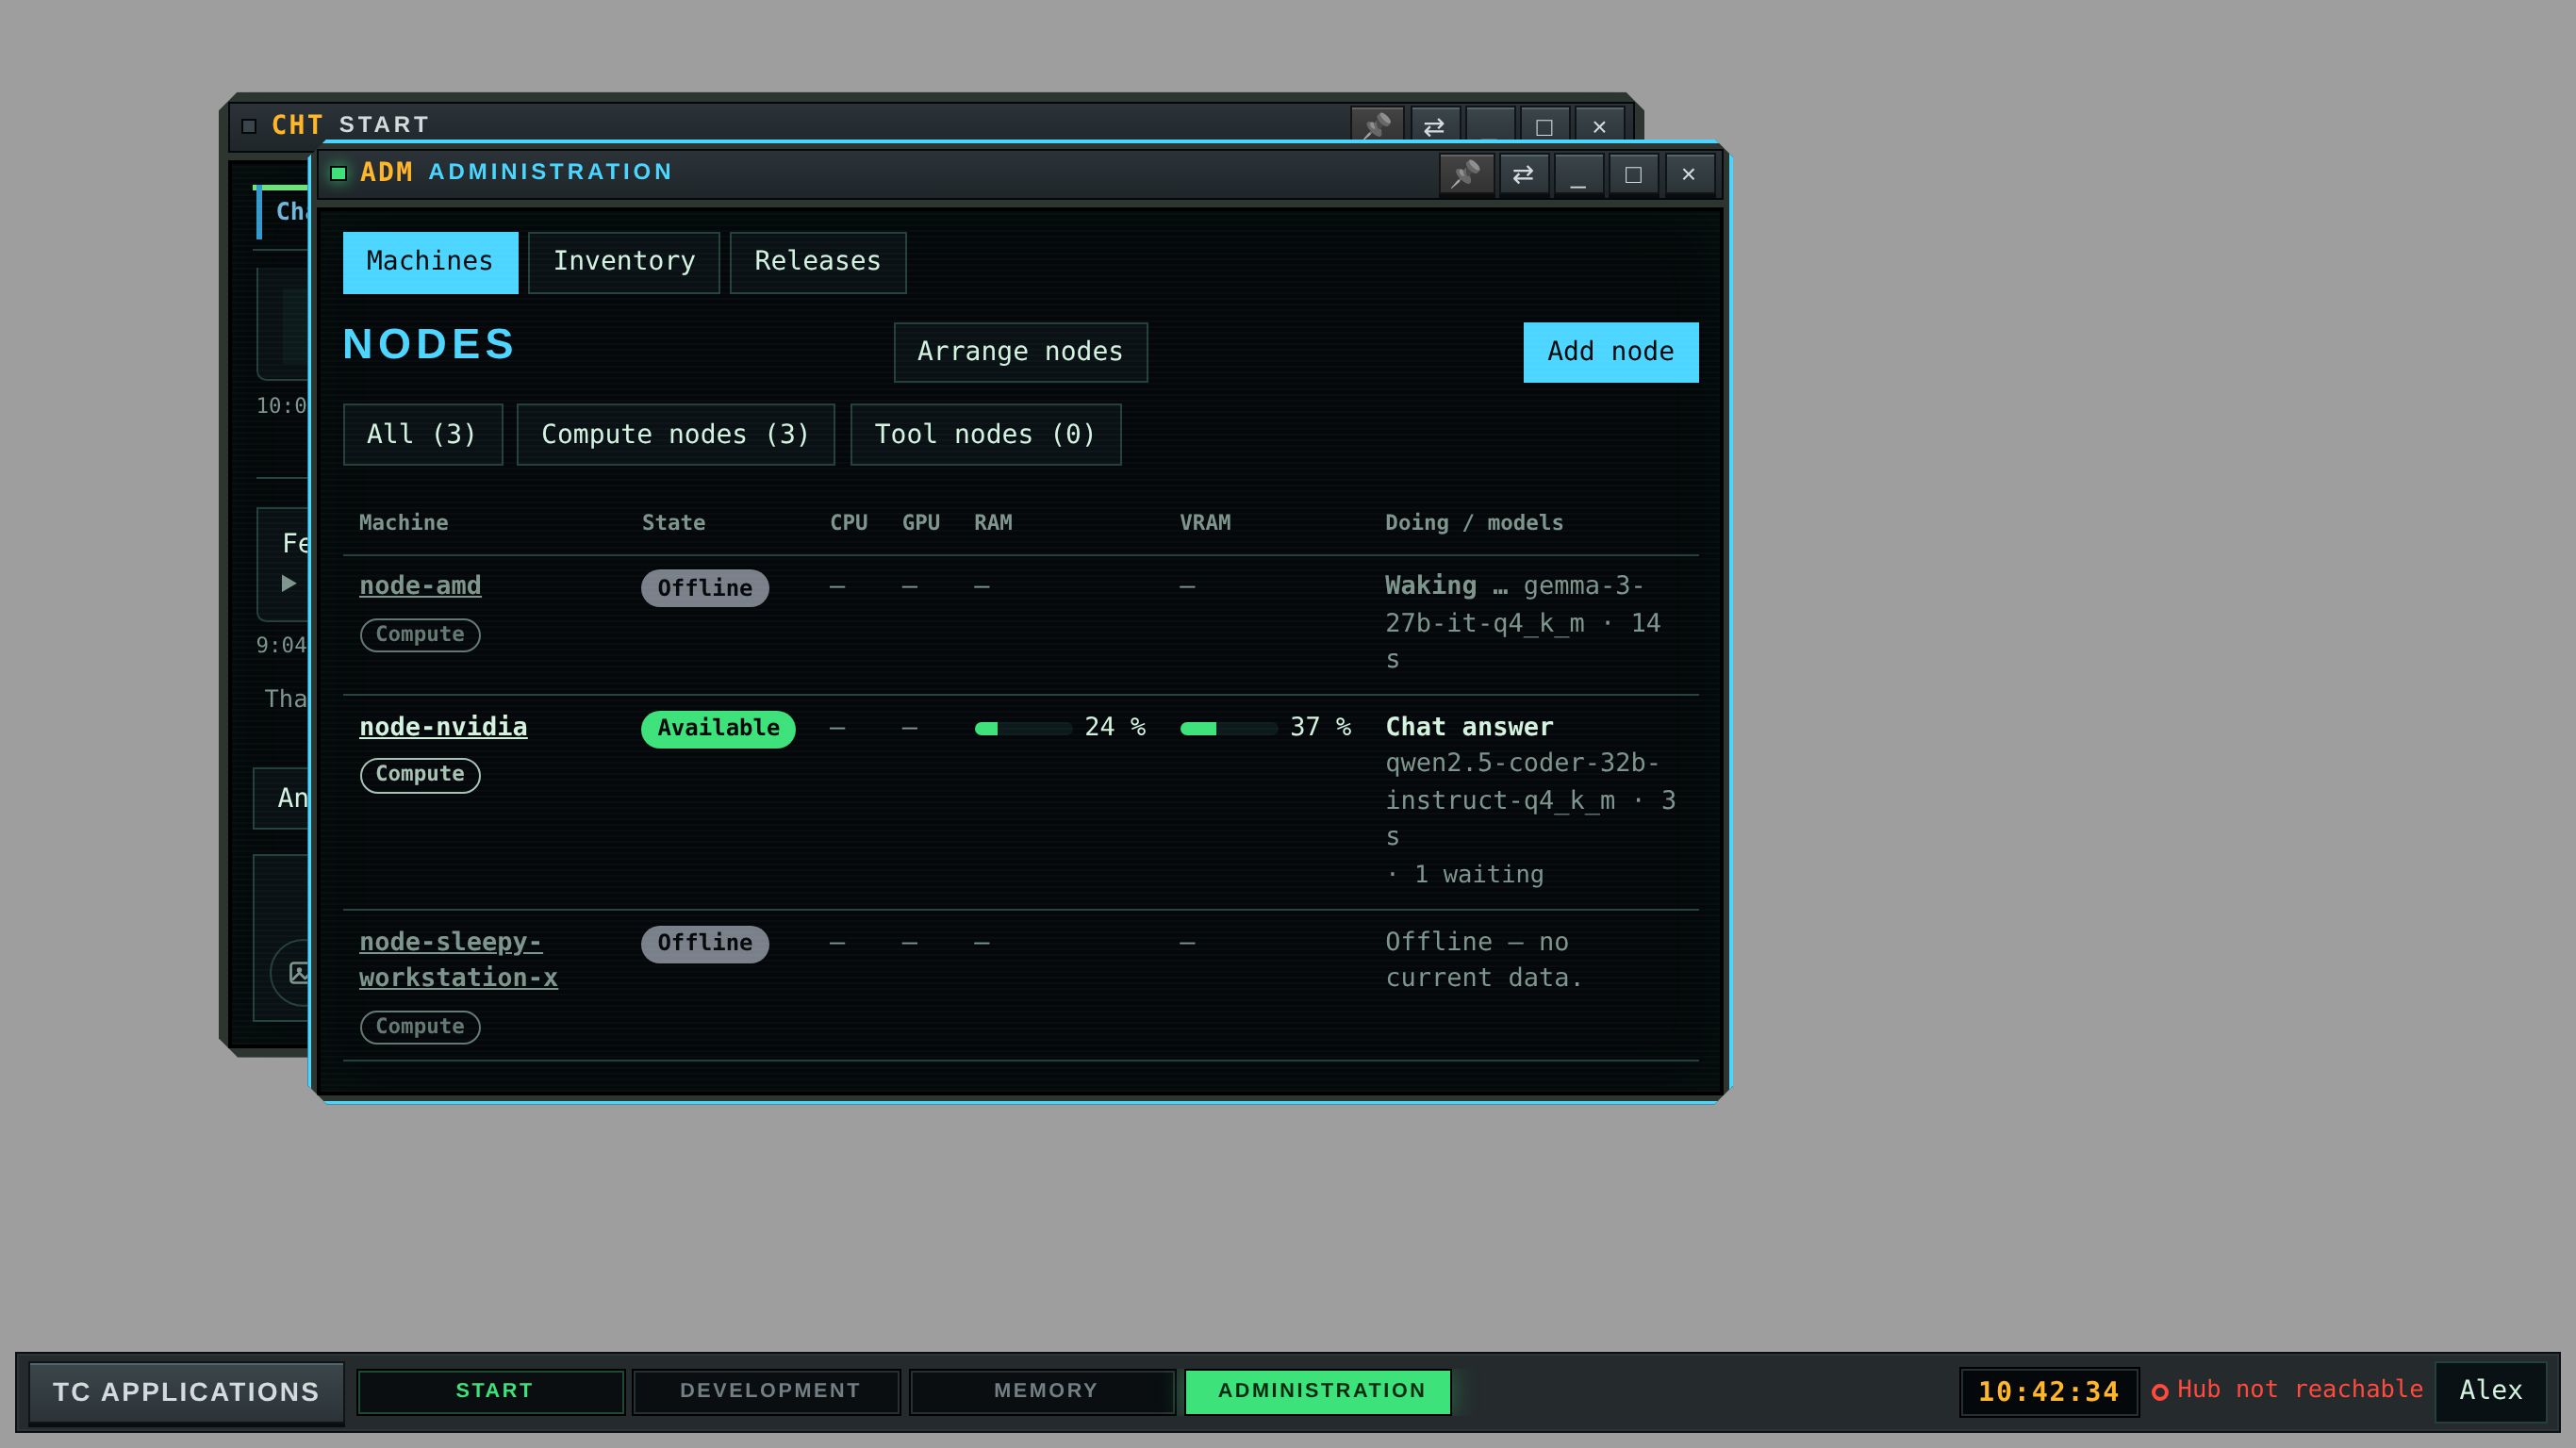 CHT START
ADM ADMINISTRATION
Machines Inventory Releases
NODES Arrange nodes Add node
All (3) Compute nodes (3) Tool nodes (0)
Machine State CPU GPU RAM VRAM Doing / models
node-amd Offline — — — — Waking … gemma-3-
27b-it-q4_k_m · 14
s
Compute
node-nvidia Available — — 24 % 37 % Chat answer
qwen2.5-coder-32b-
instruct-q4_k_m · 3
s
· 1 waiting
Compute
node-sleepy- Offline — — — — Offline — no
workstation-x current data.
Compute
10:0
9:04
TC APPLICATIONS START DEVELOPMENT MEMORY ADMINISTRATION 10:42:34 Hub not reachable Alex